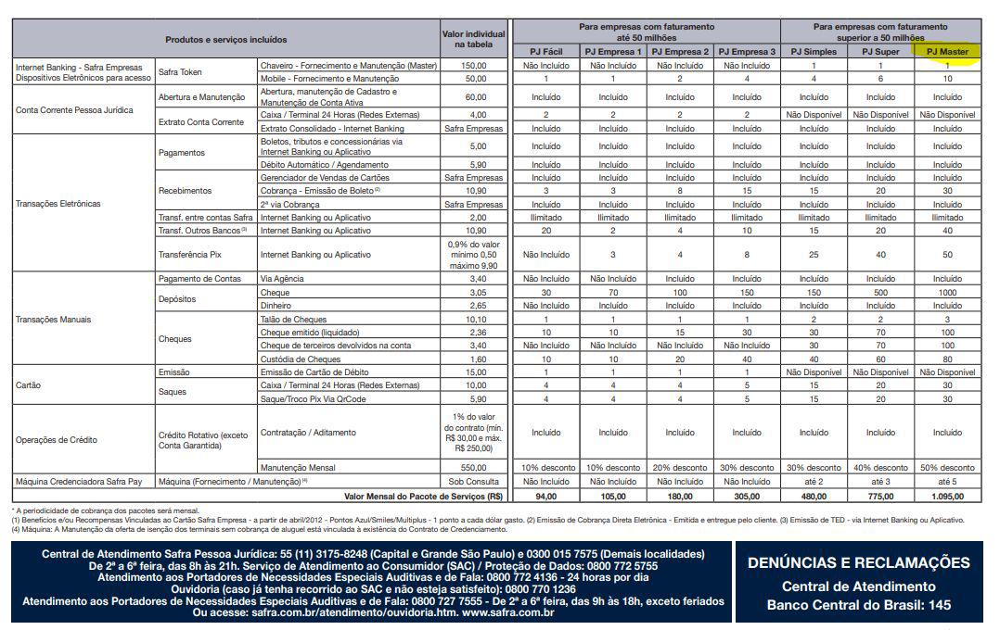 Produtos e serviços incluídos Valor individual na tabela Para empresas com faturamento até 50 milhões Para empresas com faturamento superior a 50 milhões
PJ Fácil PJ Empresa 1 PJ Empresa 2 PJ Empresa 3 PJ Simples PJ Super PJ Master
Internet Banking - Safra Empresas Dispositivos Eletrônicos para acesso Safra Token Chaveiro - Fornecimento e Manutenção (Master) 150,00 Não Incluído Não Incluído Não Incluído Não Incluído 1 1 1
Mobile - Fornecimento e Manutenção 50,00 1 1 2 4 4 6 10
Conta Corrente Pessoa Jurídica Abertura e Manutenção Abertura, manutenção de Cadastro e Manutenção de Conta Ativa 60,00 Incluído Incluído Incluído Incluído Incluído Incluído Incluído
Extrato Conta Corrente Caixa / Terminal 24 Horas (Redes Externas) 4,00 2 2 2 2 Não Disponível Não Disponível Não Disponível
Extrato Consolidado - Internet Banking Safra Empresas Incluído Incluído Incluído Incluído Incluído Incluído Incluído
Transações Eletrônicas Pagamentos Boletos, tributos e concessionárias via Internet Banking ou Aplicativo 5,00 Incluído Incluído Incluído Incluído Incluído Incluído Incluído
Débito Automático / Agendamento 5,90 Incluído Incluído Incluído Incluído Incluído Incluído Incluído
Recebimentos Gerenciador de Vendas de Cartões Safra Empresas Incluído Incluído Incluído Incluído Incluído Incluído Incluído
Cobrança - Emissão de Boleto (2) 10,90 3 3 8 15 15 20 30
2ª via Cobrança Safra Empresas Incluído Incluído Incluído Incluído Incluído Incluído Incluído
Transf. entre contas Safra Internet Banking ou Aplicativo 2,00 Ilimitado Ilimitado Ilimitado Ilimitado Ilimitado Ilimitado Ilimitado
Transf. Outros Bancos (3) Internet Banking ou Aplicativo 10,90 20 2 4 10 15 20 40
Transferência Pix Internet Banking ou Aplicativo 0,9% do valor mínimo 0,50 máximo 9,90 Não Incluído 3 4 8 25 40 50
Transações Manuais Pagamento de Contas Via Agência 3,40 Não Incluído Não Incluído Incluído Incluído Incluído Incluído Incluído
Depósitos Cheque 3,05 30 70 100 150 150 500 1000
Dinheiro 2,65 Não Incluído Incluído Incluído Incluído Incluído Incluído Incluído
Cheques Talão de Cheques 10,10 1 1 1 1 2 2 3
Cheque emitido (liquidado) 2,36 10 10 15 30 30 70 100
Cheque de terceiros devolvidos na conta 3,40 Não Incluído Não Incluído Não Incluído Não Incluído 30 70 100
Custódia de Cheques 1,60 10 10 20 40 40 60 80
Cartão Emissão Emissão de Cartão de Débito 15,00 1 1 1 1 Não Disponível Não Disponível Não Disponível
Saques Caixa / Terminal 24 Horas (Redes Externas) 10,00 4 4 4 5 15 20 30
Saque/Troco Pix Via QrCode 5,90 4 4 4 5 15 20 30
Operações de Crédito Crédito Rotativo (exceto Conta Garantida) Contratação / Aditamento 1% do valor do contrato (mín. R$ 30,00 e máx. R$ 250,00) Incluído Incluído Incluído Incluído Incluído Incluído Incluído
Manutenção Mensal 550,00 10% desconto 10% desconto 20% desconto 30% desconto 30% desconto 40% desconto 50% desconto
Máquina Credenciadora Safra Pay Máquina (Fornecimento / Manutenção) (4) Sob Consulta Não Incluído Não Incluído Não Incluído Não Incluído até 2 até 3 até 5
Valor Mensal do Pacote de Serviços (R$) 94,00 105,00 180,00 305,00 480,00 775,00 1.095,00
* A periodicidade de cobrança dos pacotes será mensal.
(1) Benefícios e/ou Recompensas Vinculadas ao Cartão Safra Empresa - a partir de abril/2012 - Pontos Azul/Smiles/Multiplus - 1 ponto a cada dólar gasto. (2) Emissão de Cobrança Direta Eletrônica - Emitida e entregue pelo cliente. (3) Emissão de TED - via Internet Banking ou Aplicativo.
(4) Máquina: A Manutenção da oferta de isenção dos terminais sem cobrança de aluguel está vinculada à existência do Contrato de Credenciamento.
Central de Atendimento Safra Pessoa Jurídica: 55 (11) 3175-8248 (Capital e Grande São Paulo) e 0300 015 7575 (Demais localidades)
De 2ª a 6ª feira, das 8h às 21h. Serviço de Atendimento ao Consumidor (SAC) / Proteção de Dados: 0800 772 5755
Atendimento aos Portadores de Necessidades Especiais Auditivas e de Fala: 0800 772 4136 - 24 horas por dia
Ouvidoria (caso já tenha recorrido ao SAC e não esteja satisfeito): 0800 770 1236
Atendimento aos Portadores de Necessidades Especiais Auditivas e de Fala: 0800 727 7555 - De 2ª a 6ª feira, das 9h às 18h, exceto feriados
Ou acesse: safra.com.br/atendimento/ouvidoria.htm. www.safra.com.br
DENÚNCIAS E RECLAMAÇÕES
Central de Atendimento
Banco Central do Brasil: 145